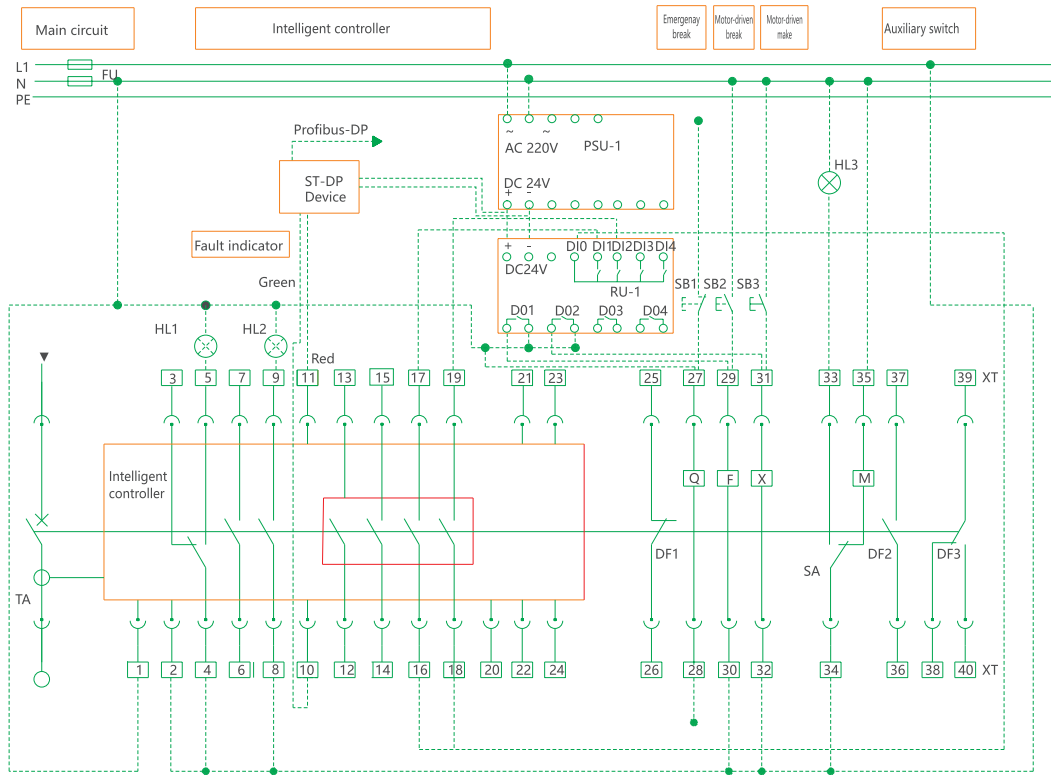 Main circuit
Intelligent controller
Emergenay
break
Motor-driven
break
Motor-driven
make
Auxiliary switch
L1
FU
N
PE
Profibus-DP
~ ~
AC 220V
PSU-1
DC 24V
+ -
ST-DP
Device
HL3
Fault indicator
+ - DI0 DI1 DI2 DI3 DI4
DC24V
RU-1
Green
SB1 SB2 SB3
D01 D02 D03 D04
HL1 HL2
Red
3 5 7 9 11 13 15 17 19 21 23 25 27 29 31 33 35 37 39 XT
Intelligent
controller
Q F X M
DF1 DF2 DF3
SA
TA
1 2 4 6 8 10 12 14 16 18 20 22 24 26 28 30 32 34 36 38 40 XT